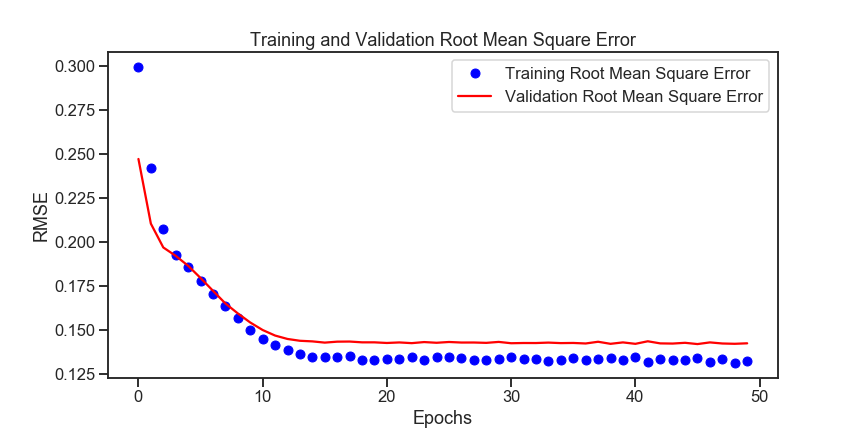 Training and Validation Root Mean Square Error
0.300
0.275
0.250
0.225
0.200
0.175
0.150
0.125
RMSE
Training Root Mean Square Error
Validation Root Mean Square Error
0 10 20 30 40 50
Epochs